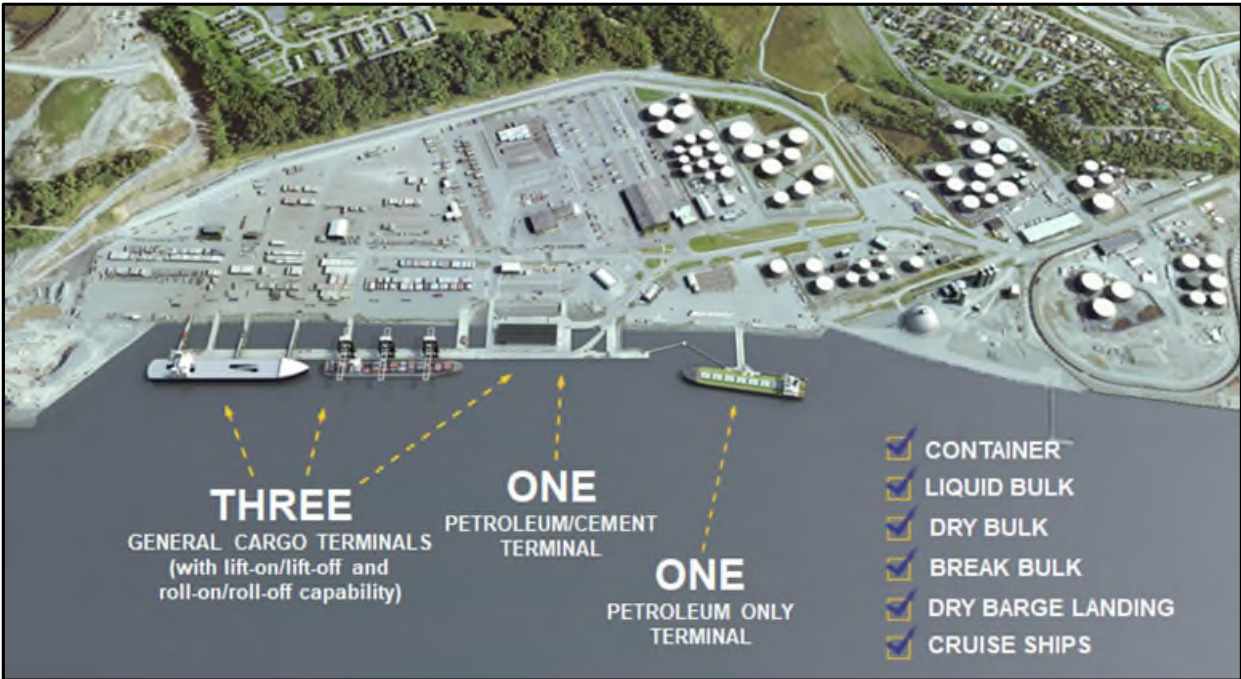 THREE
GENERAL CARGO TERMINALS
(with lift-on/lift-off and
roll-on/roll-off capability)
ONE
PETROLEUM/CEMENT
TERMINAL
ONE
PETROLEUM ONLY
TERMINAL
CONTAINER
LIQUID BULK
DRY BULK
BREAK BULK
DRY BARGE LANDING
CRUISE SHIPS